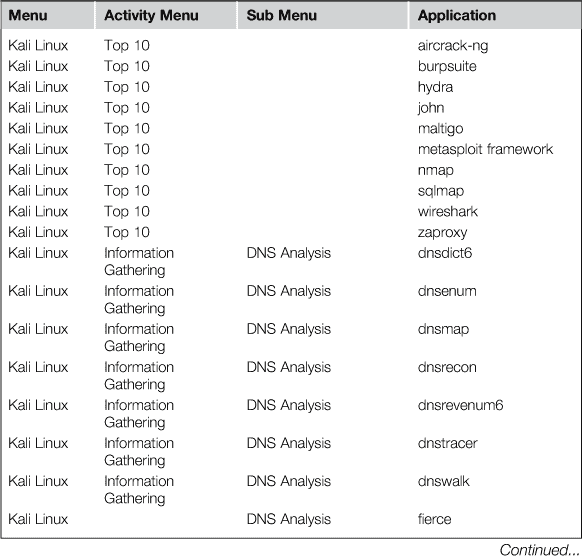 Menu Activity Menu Sub Menu Application
Kali Linux Top 10 aircrack-ng
Kali Linux Top 10 burpsuite
Kali Linux Top 10 hydra
Kali Linux Top 10 john
Kali Linux Top 10 maltigo
Kali Linux Top 10 metasploit framework
Kali Linux Top 10 nmap
Kali Linux Top 10 sqlmap
Kali Linux Top 10 wireshark
Kali Linux Top 10 zaproxy
Kali Linux Information DNS Analysis dnsdict6
Gathering
Kali Linux Information DNS Analysis dnsenum
Gathering
Kali Linux Information DNS Analysis dnsmap
Gathering
Kali Linux Information DNS Analysis dnsrecon
Gathering
Kali Linux Information DNS Analysis dnsrevenum6
Gathering
Kali Linux Information DNS Analysis dnstracer
Gathering
Kali Linux Information DNS Analysis dnswalk
Gathering
Kali Linux DNS Analysis fierce
Continued...